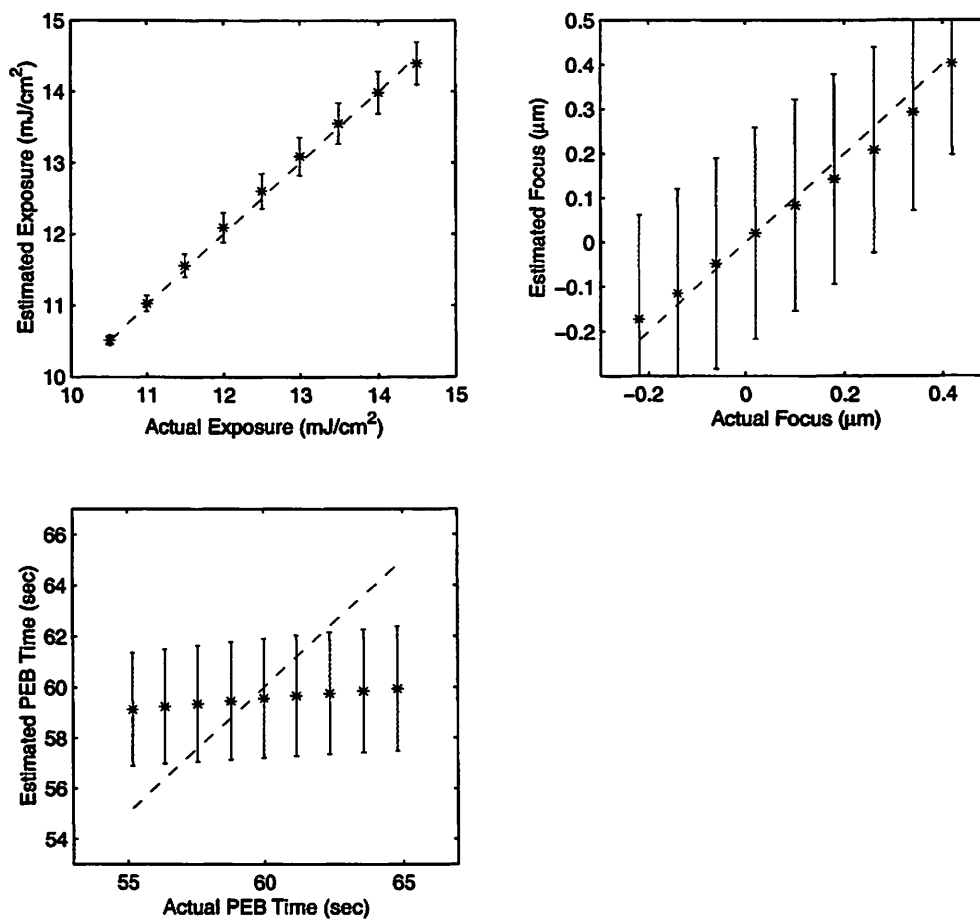 15
14
13
12
11
10
10 11 12 13 14 15
Estimated Exposure (mJ/cm²)
Actual Exposure (mJ/cm²)
0.5
0.4
0.3
0.2
0.1
0
−0.1
−0.2
−0.2 0 0.2 0.4
Estimated Focus (μm)
Actual Focus (μm)
66
64
62
60
58
56
54
55 60 65
Estimated PEB Time (sec)
Actual PEB Time (sec)